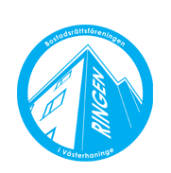 Bostadsrättsföreningen
RINGEN
i Västerhaninge